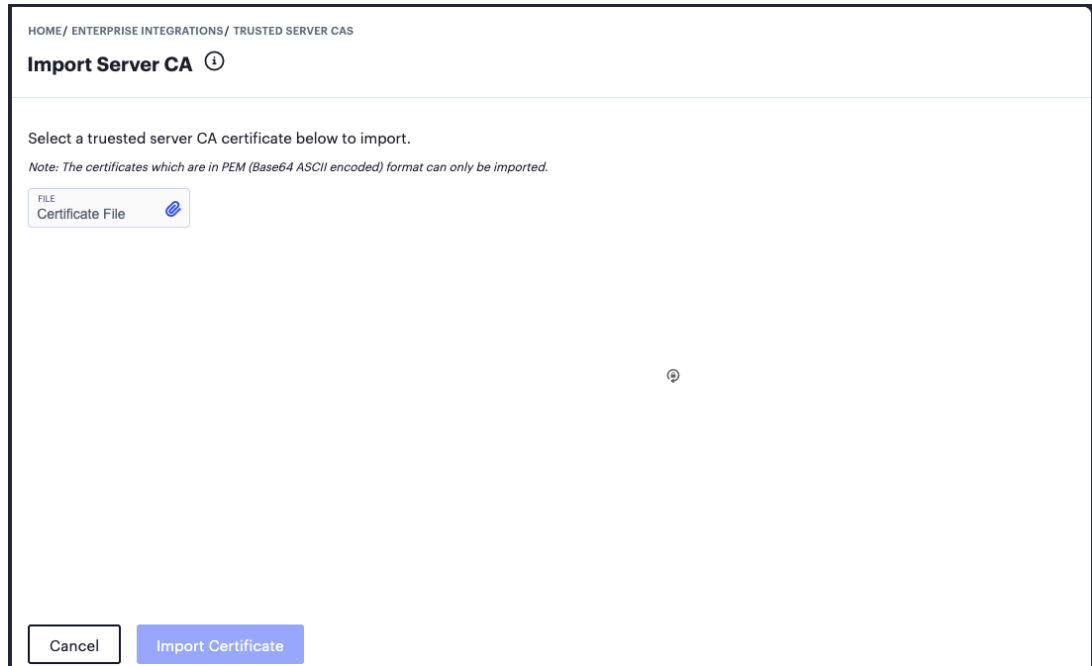 HOME/ ENTERPRISE INTEGRATIONS/ TRUSTED SERVER CAS
Import Server CA
Select a truested server CA certificate below to import.
Note: The certificates which are in PEM (Base64 ASCII encoded) format can only be imported.
FILE
Certificate File
Cancel Import Certificate